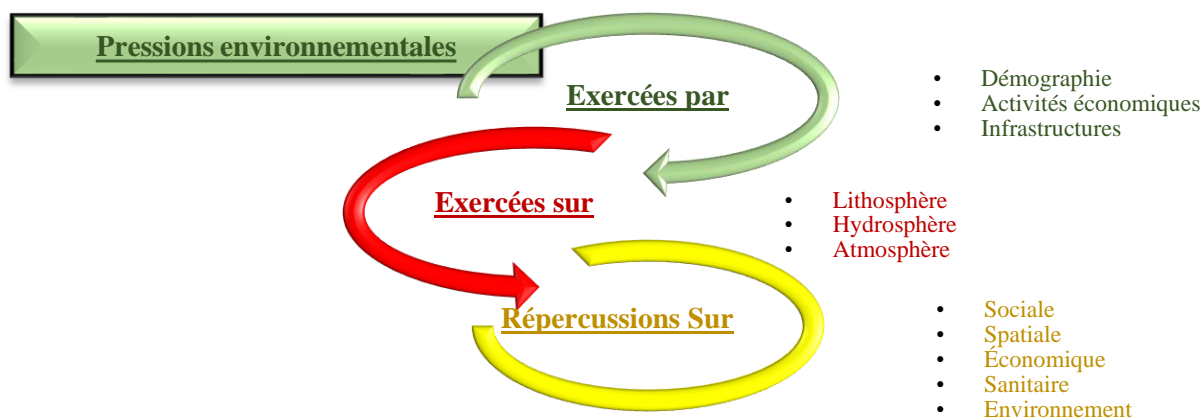 Pressions environnementales
Exercées par
• Démographie
• Activités économiques
• Infrastructures
Exercées sur
• Lithosphère
• Hydrosphère
• Atmosphère
Répercussions Sur
• Sociale
• Spatiale
• Économique
• Sanitaire
• Environnement